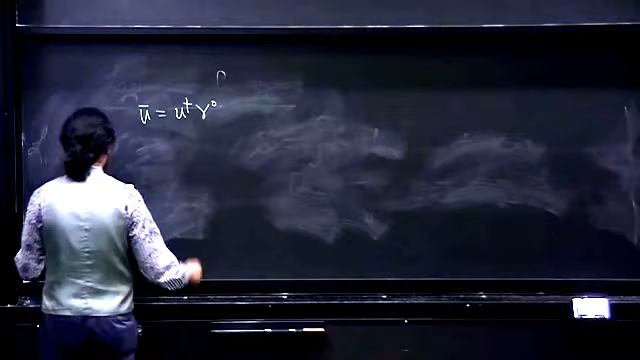 ū = u† γ⁰